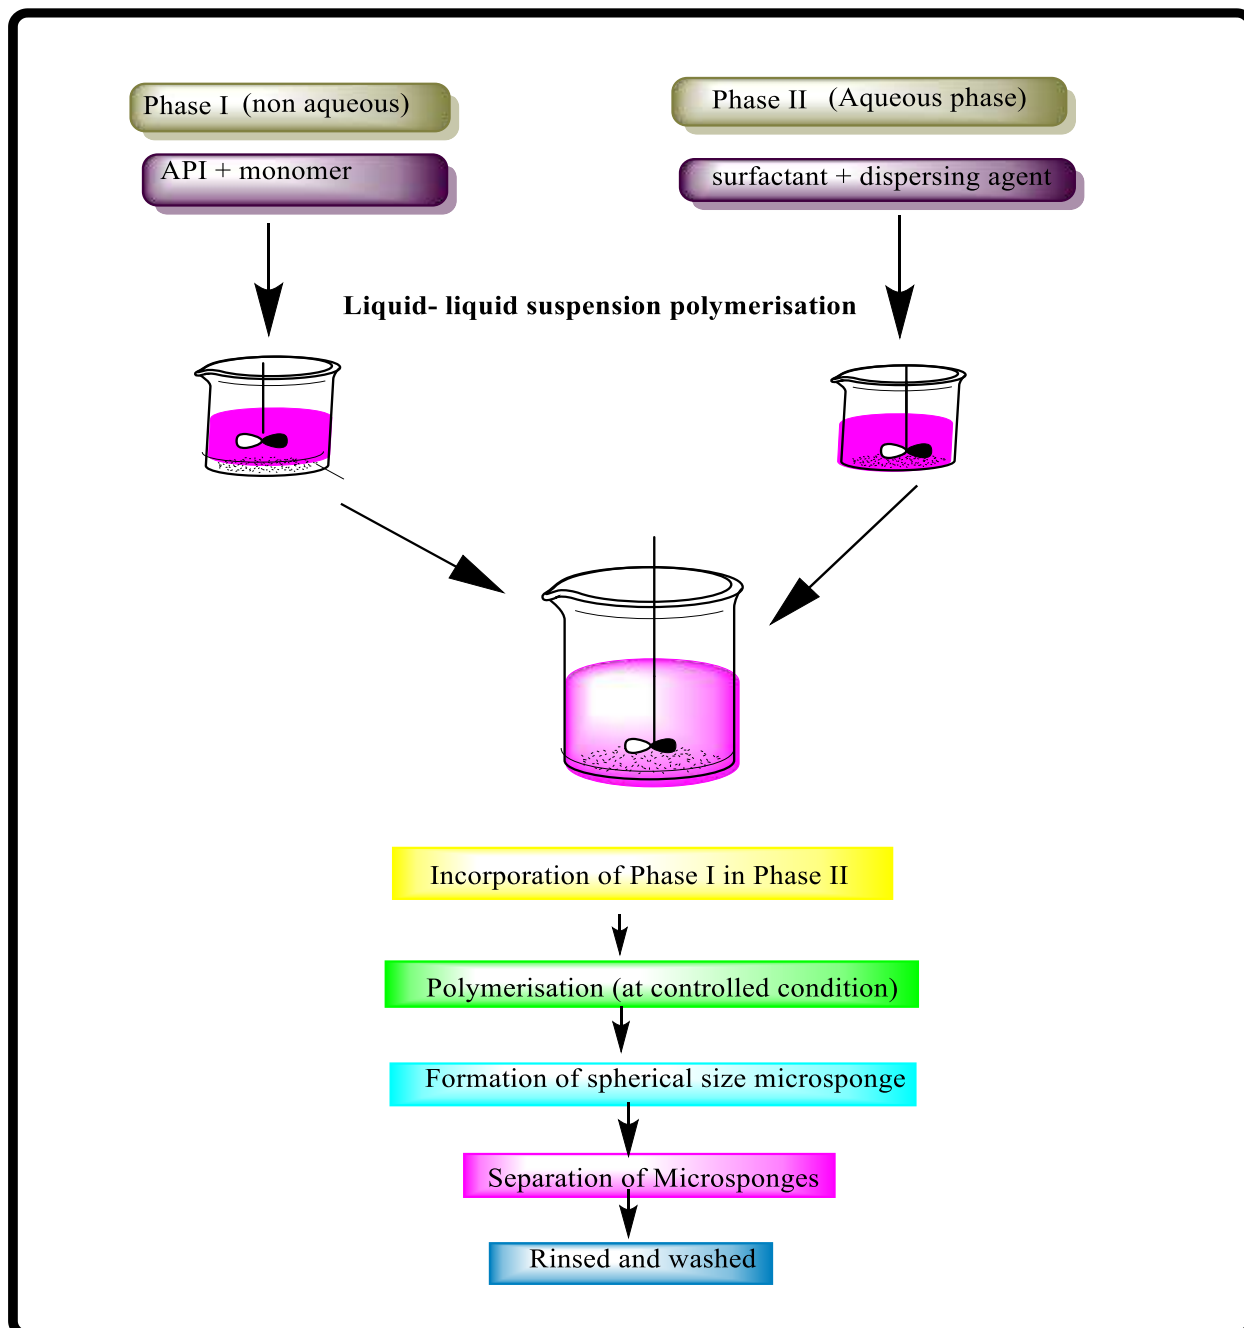 Phase I (non aqueous)
Phase II (Aqueous phase)
API + monomer
surfactant + dispersing agent
Liquid- liquid suspension polymerisation
Incorporation of Phase I in Phase II
Polymerisation (at controlled condition)
Formation of spherical size microsponge
Separation of Microsponges
Rinsed and washed